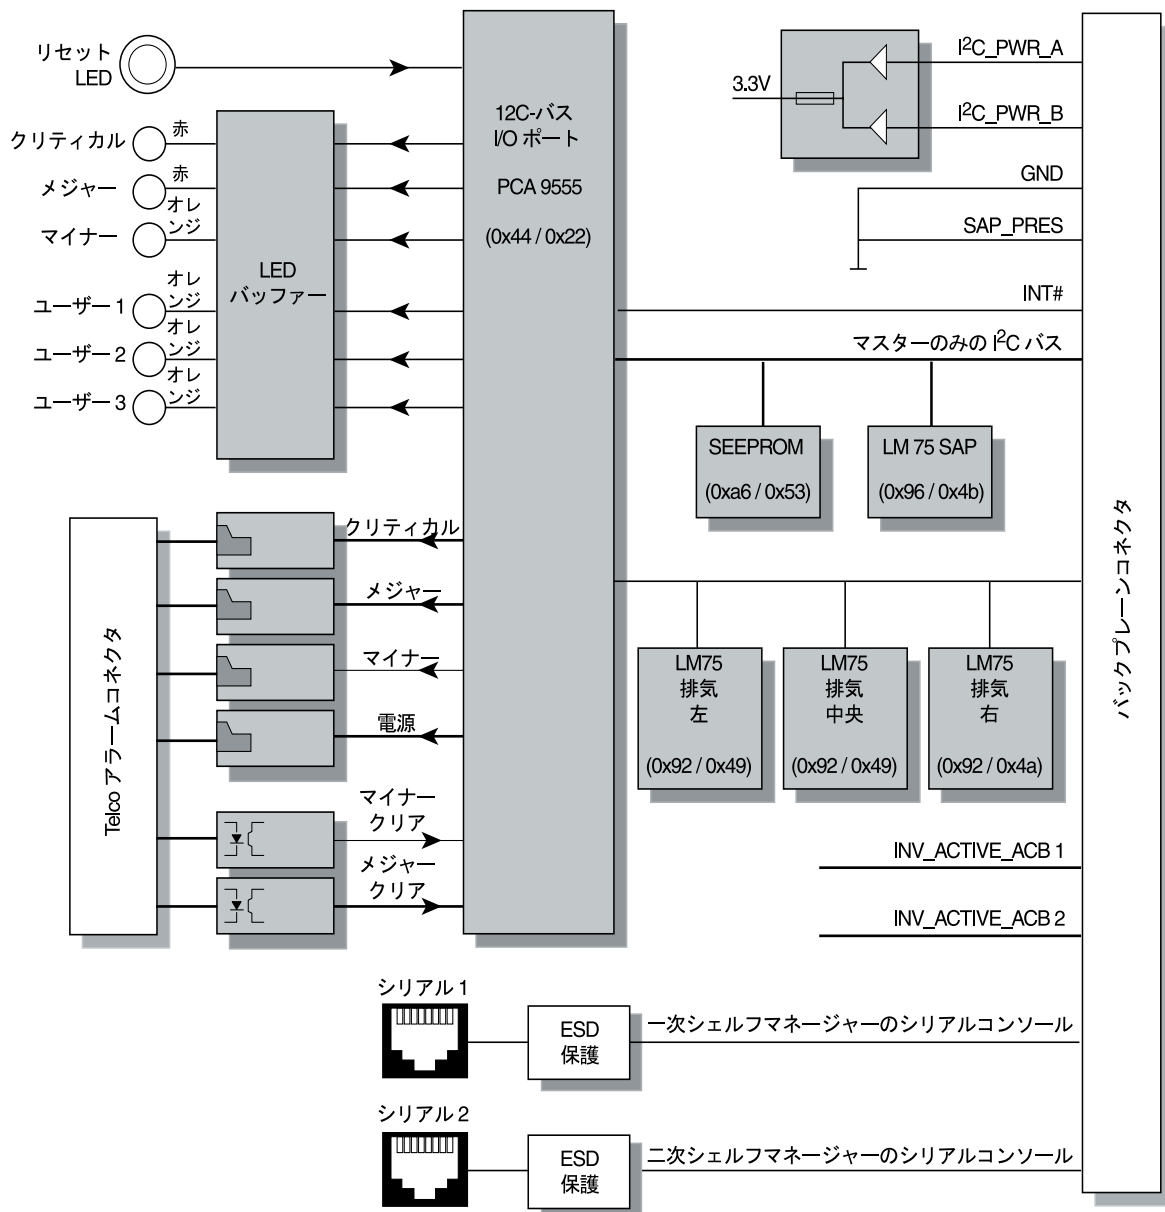 リセット
LED
クリティカル
赤
メジャー
赤
マイナー
オレ
ンジ
ユーザー 1
オレ
ンジ
ユーザー 2
オレ
ンジ
ユーザー 3
オレ
ンジ
LED
バッファー
12C-バス
I/O ポート
PCA 9555
(0x44 / 0x22)
3.3V
I2C_PWR_A
I2C_PWR_B
GND
SAP_PRES
INT#
マスターのみの I2C バス
SEEPROM
(0xa6 / 0x53)
LM 75 SAP
(0x96 / 0x4b)
バックプレーンコネクタ
Telco アラームコネクタ
クリティカル
メジャー
マイナー
電源
マイナー
クリア
メジャー
クリア
LM75
排気
左
(0x92 / 0x49)
LM75
排気
中央
(0x92 / 0x49)
LM75
排気
右
(0x92 / 0x4a)
INV_ACTIVE_ACB 1
INV_ACTIVE_ACB 2
シリアル 1
ESD
保護
一次シェルフマネージャーのシリアルコンソール
シリアル 2
ESD
保護
二次シェルフマネージャーのシリアルコンソール